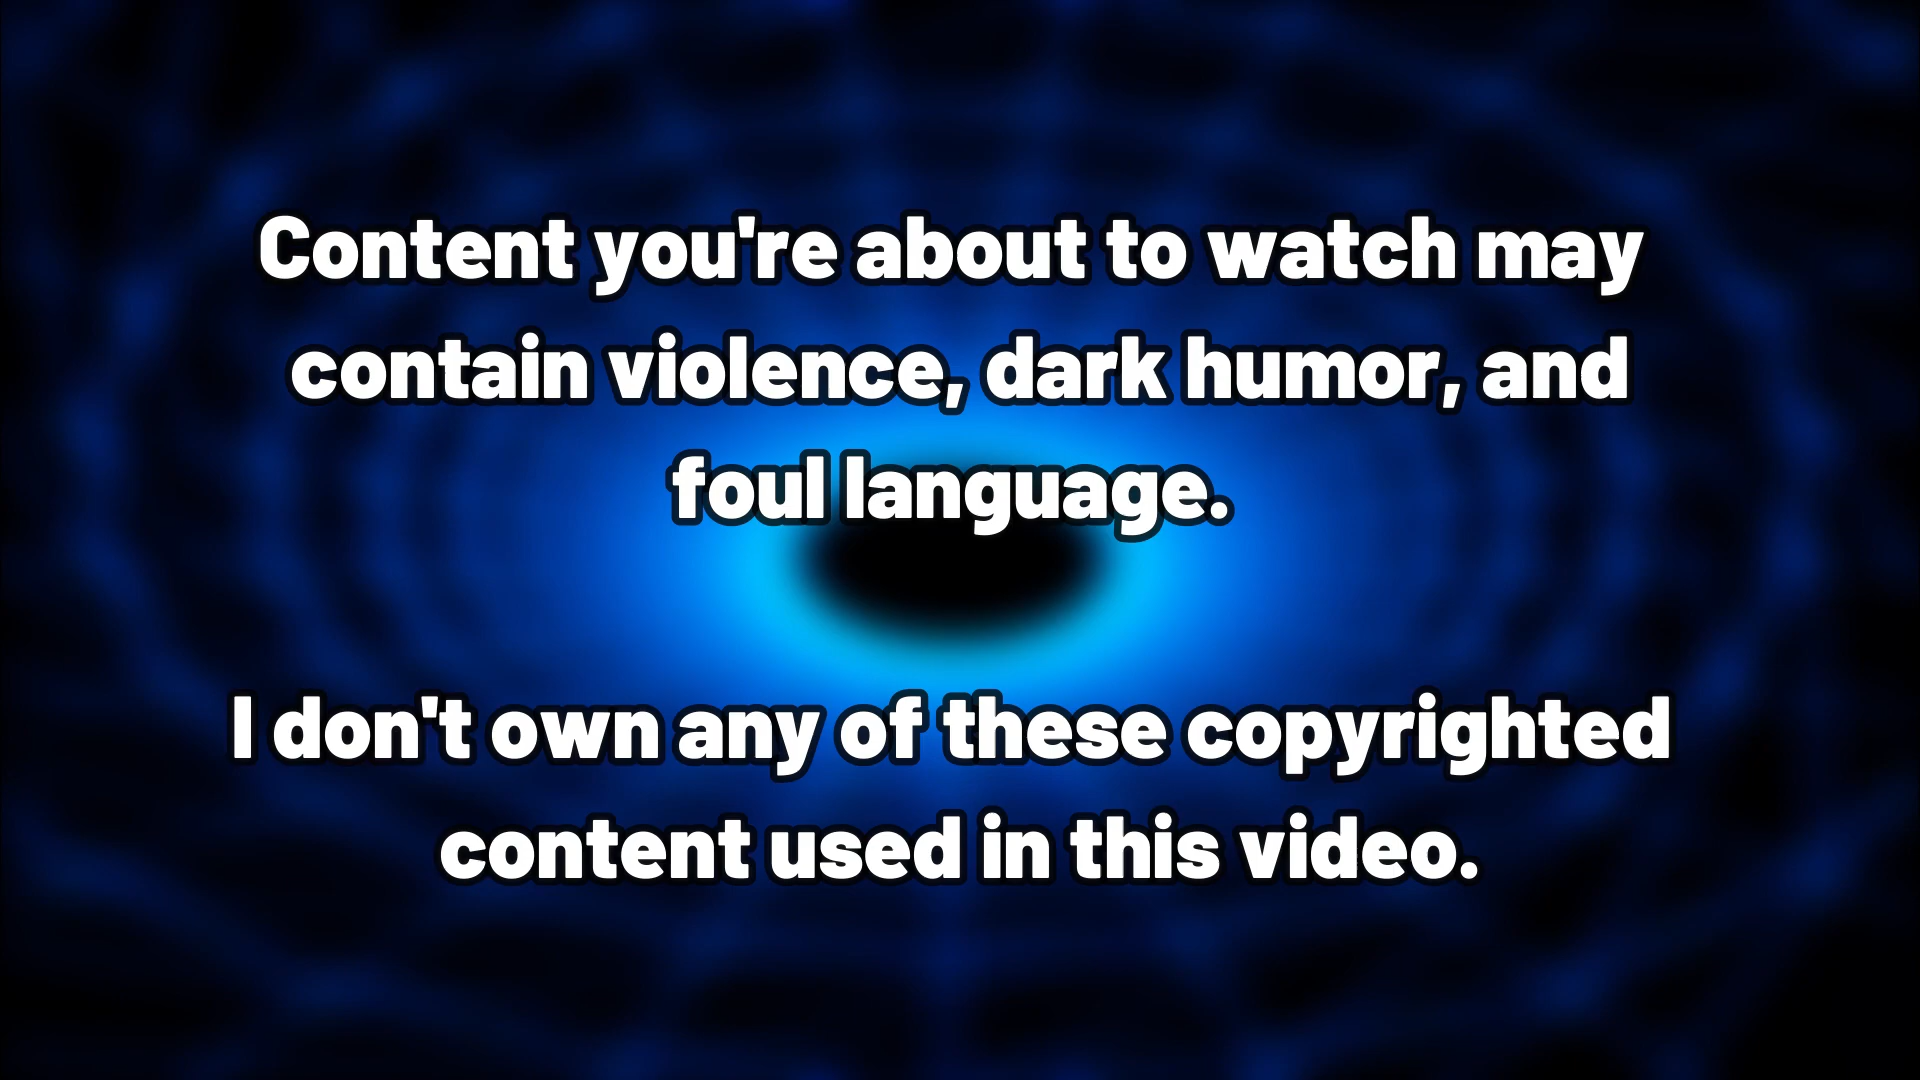 Content you're about to watch may
contain violence, dark humor, and
foul language.
I don't own any of these copyrighted
content used in this video.